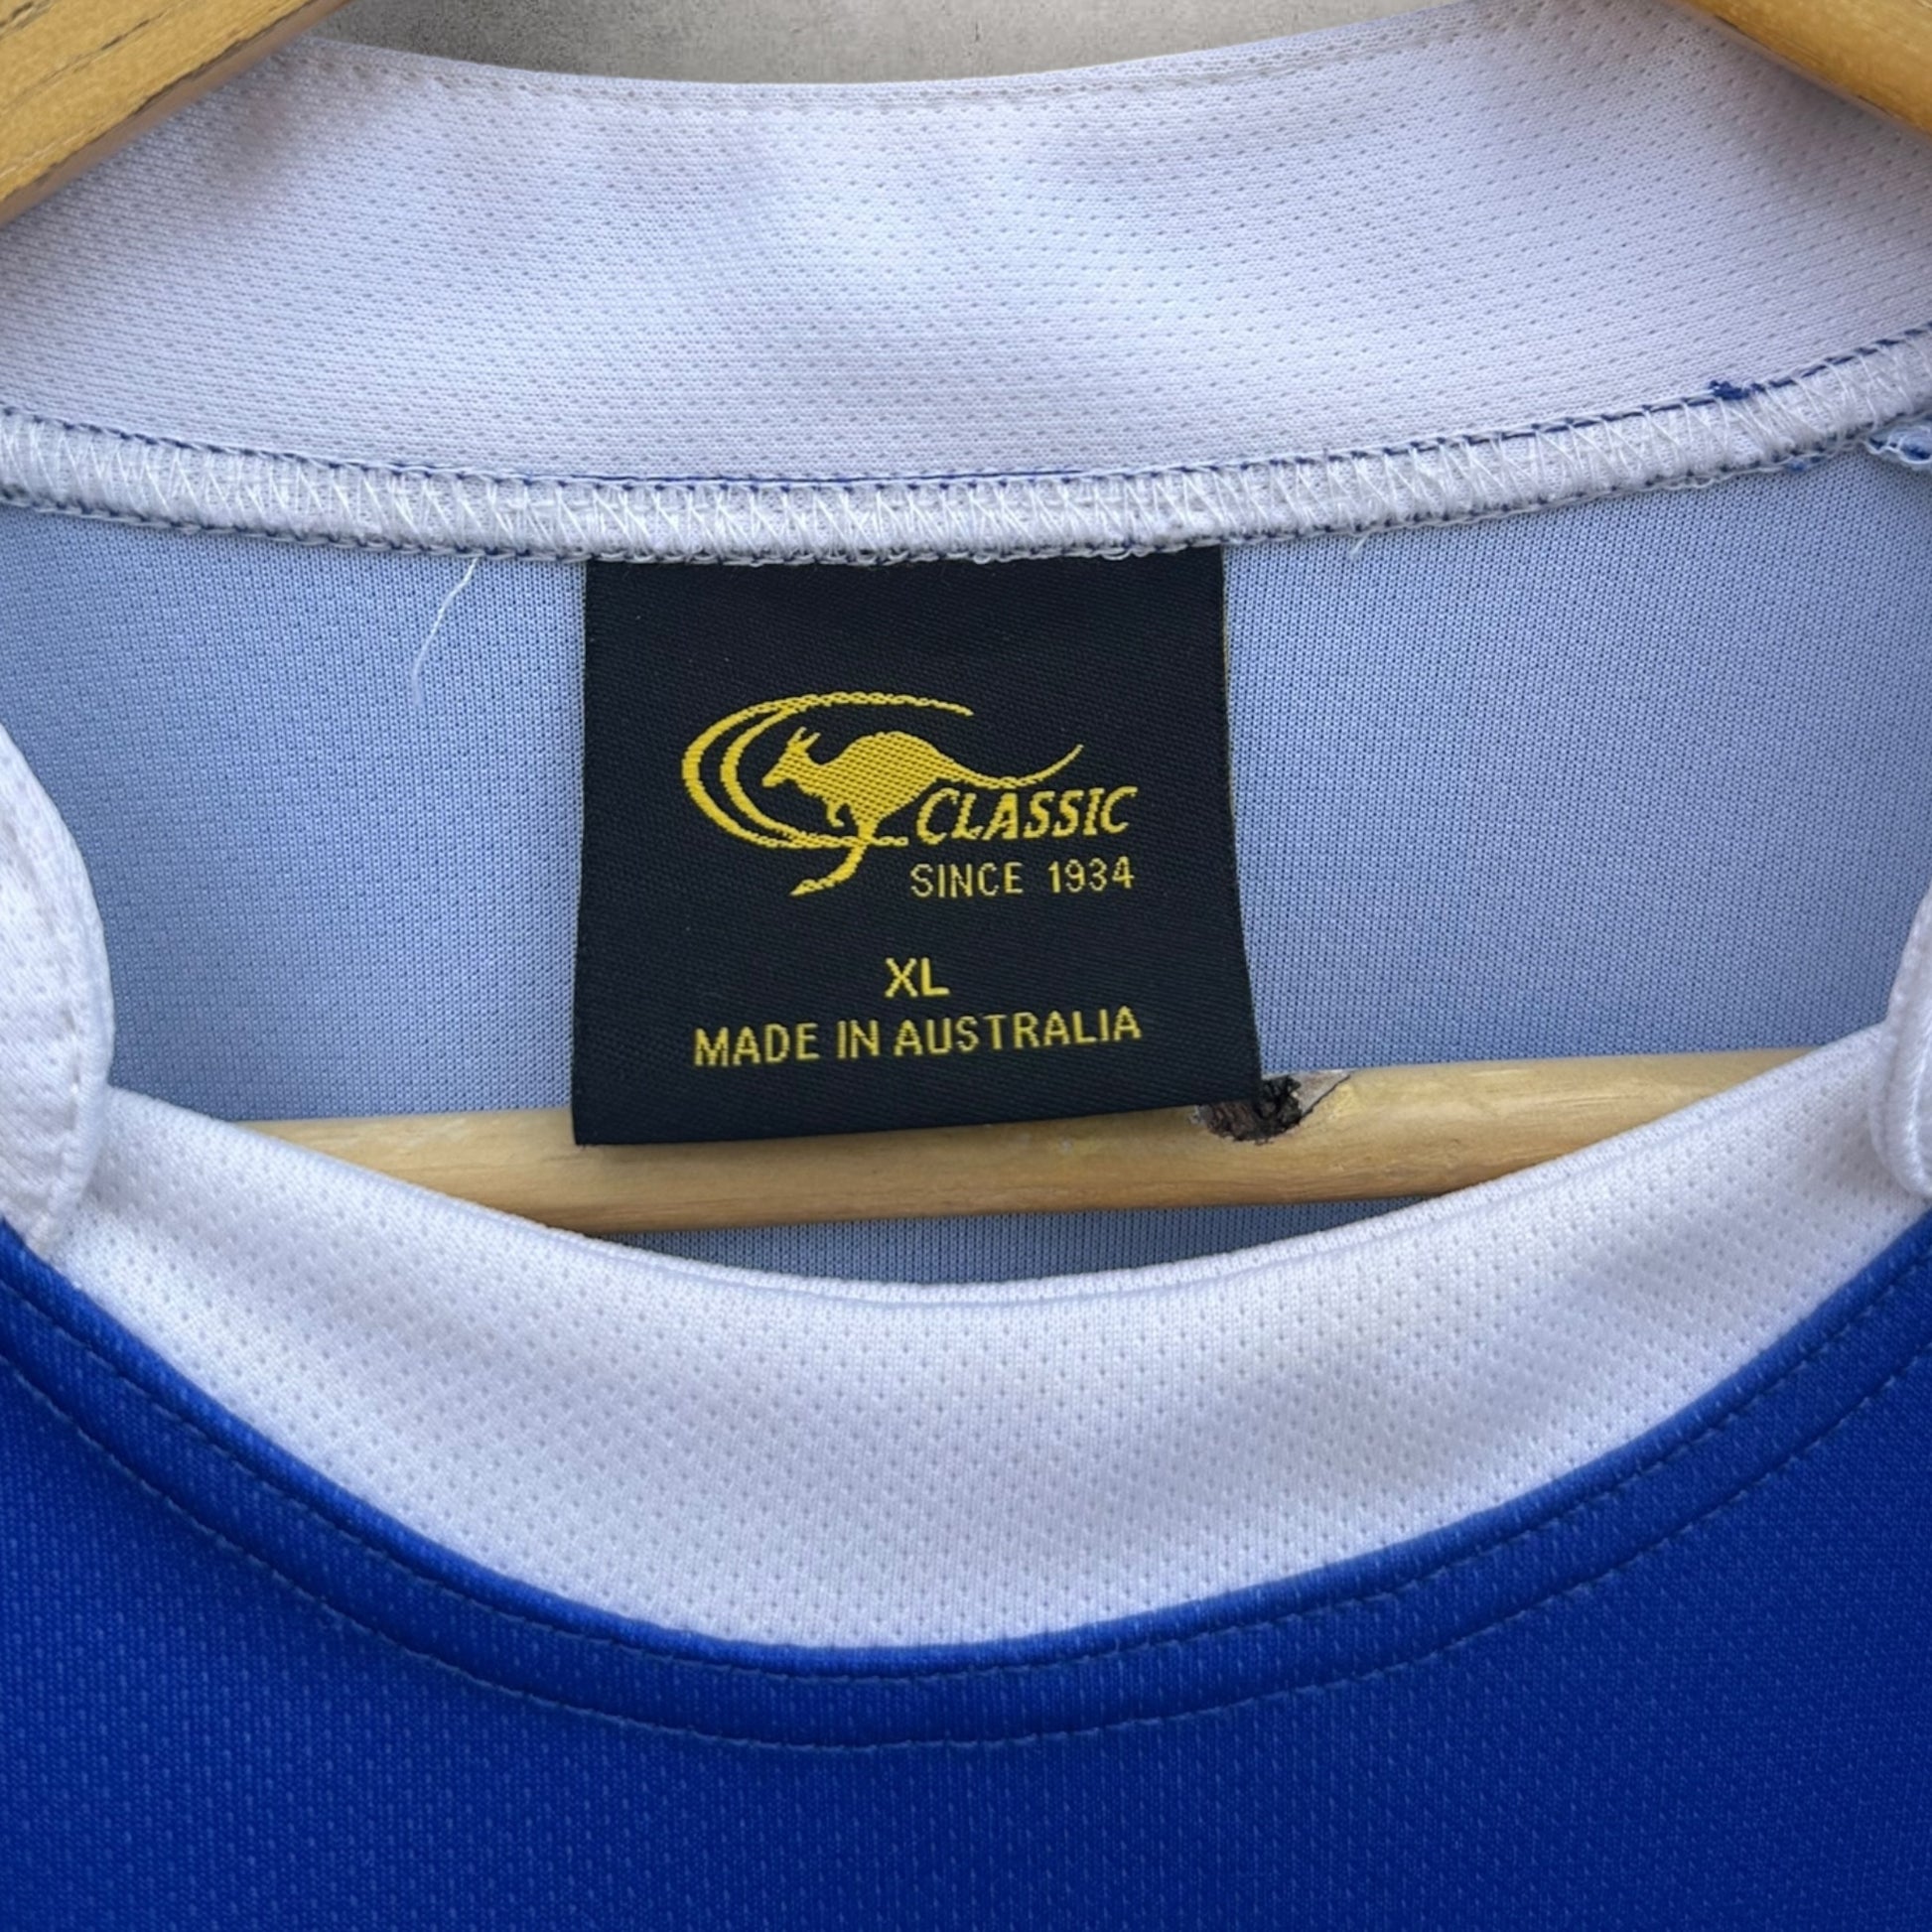 CLASSIC
SINCE 1934
XL
MADE IN AUSTRALIA